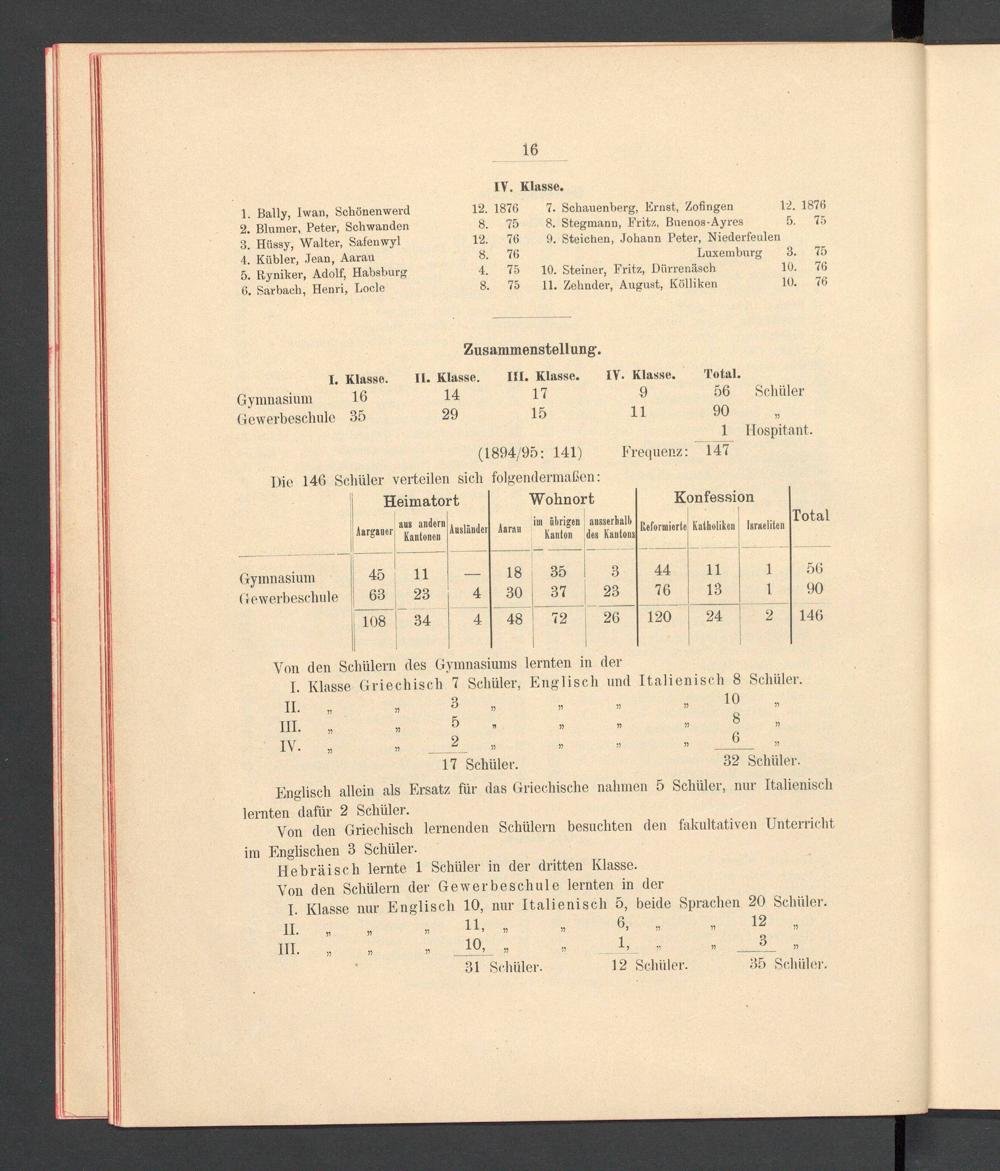 16
IV. Klasse.
1. Bally, Iwan, Schönenwerd 12. 1876
2. Blumer, Peter, Schwanden 8. 75
3. Hüssy, Walter, Safenwyl 12. 76
4. Kübler, Jean, Aarau 8. 76
5. Ryniker, Adolf, Habsburg 4. 75
6. Sarbach, Henri, Locle 8. 75
7. Schauenberg, Ernst, Zofingen 12. 1876
8. Stegmann, Fritz, Buenos-Ayres 5. 75
9. Steichen, Johann Peter, Niederfeulen
Luxemburg 3. 75
10. Steiner, Fritz, Dürrenäsch 10. 76
11. Zehnder, August, Kölliken 10. 76
Zusammenstellung.
I. Klasse. II. Klasse. III. Klasse. IV. Klasse. Total.
Gymnasium 16 14 17 9 56 Schüler
Gewerbeschule 35 29 15 11 90 „
1 Hospitant.
(1894/95: 141) Frequenz: 147
Die 146 Schüler verteilen sich folgendermaßen:
Heimatort Wohnort Konfession Total
Aargauer aus andern Kantonen Ausländer Aarau im übrigen Kanton ausserhalb des Kantons Reformierte Katholiken Israeliten
Gymnasium 45 11 — 18 35 3 44 11 1 56
Gewerbeschule 63 23 4 30 37 23 76 13 1 90
108 34 4 48 72 26 120 24 2 146
Von den Schülern des Gymnasiums lernten in der
I. Klasse Griechisch 7 Schüler, Englisch und Italienisch 8 Schüler.
II. „ „ 3 „ „ „ „ 10 „
III. „ „ 5 „ „ „ „ 8 „
IV. „ „ 2 „ „ „ „ 6 „
17 Schüler. 32 Schüler.
Englisch allein als Ersatz für das Griechische nahmen 5 Schüler, nur Italienisch
lernten dafür 2 Schüler.
Von den Griechisch lernenden Schülern besuchten den fakultativen Unterricht
im Englischen 3 Schüler.
Hebräisch lernte 1 Schüler in der dritten Klasse.
Von den Schülern der Gewerbeschule lernten in der
I. Klasse nur Englisch 10, nur Italienisch 5, beide Sprachen 20 Schüler.
II. „ „ „ 11, „ „ 6, „ „ 12 „
III. „ „ „ 10, „ „ 1, „ „ 3 „
31 Schüler. 12 Schüler. 35 Schüler.